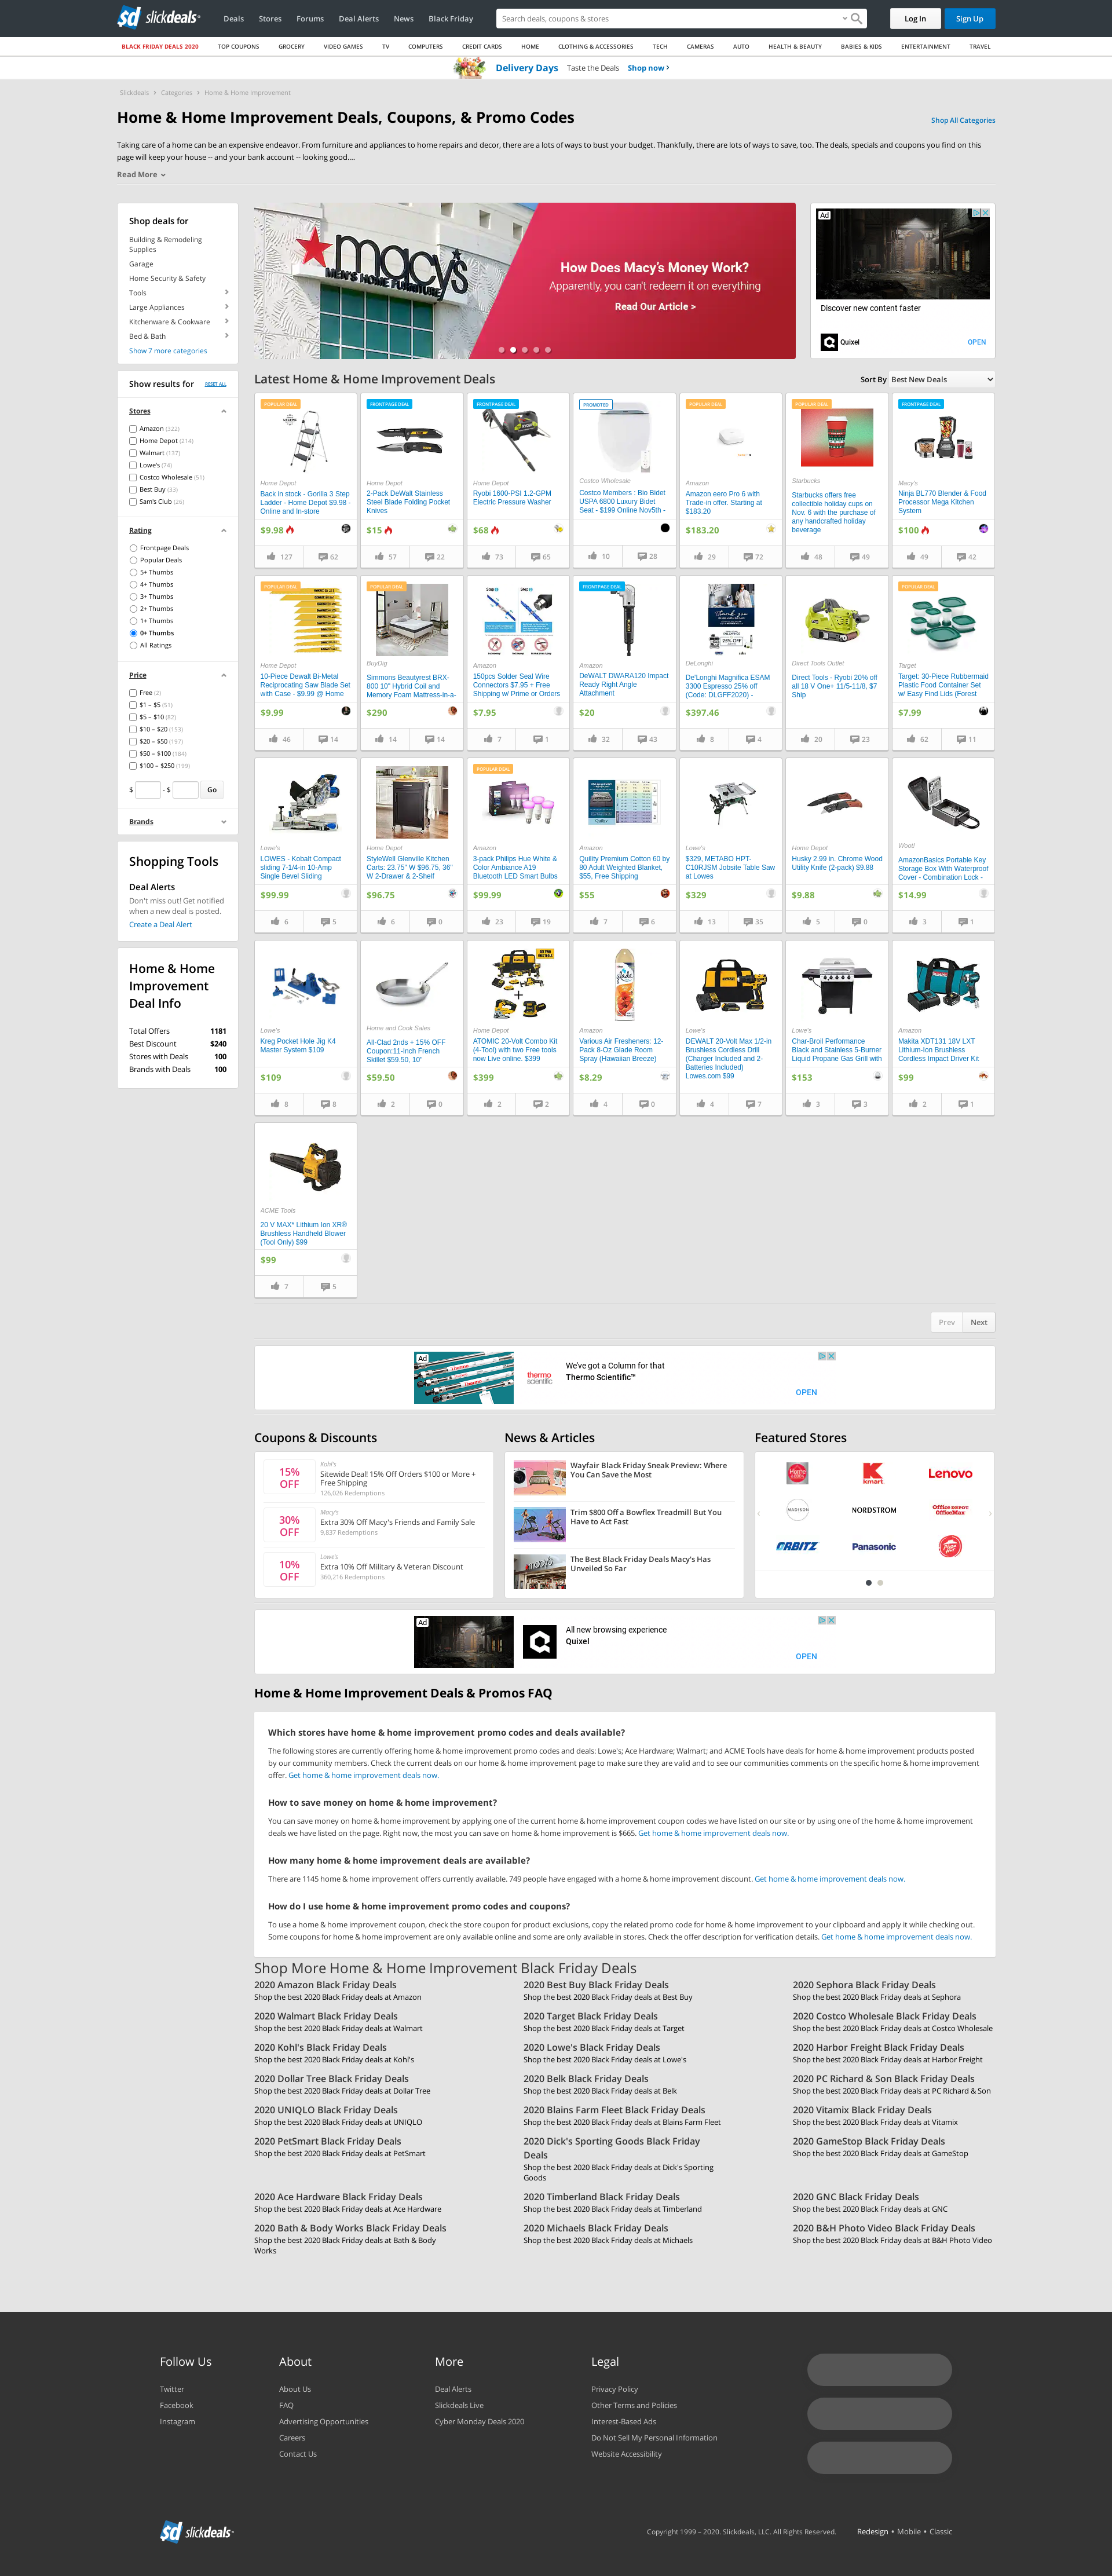 sd slickdeals
Deals
Stores
Forums
Deal Alerts
News
Black Friday
Search deals, coupons & stores
Log In
Sign Up
BLACK FRIDAY DEALS 2020
TOP COUPONS
GROCERY
VIDEO GAMES
TV
COMPUTERS
CREDIT CARDS
HOME
CLOTHING & ACCESSORIES
TECH
CAMERAS
AUTO
HEALTH & BEAUTY
BABIES & KIDS
ENTERTAINMENT
TRAVEL
Delivery Days Taste the Deals Shop now
Slickdeals › Categories › Home & Home Improvement
Home & Home Improvement Deals, Coupons, & Promo Codes
Shop All Categories
Taking care of a home can be an expensive endeavor. From furniture and appliances to home repairs and decor, there are a lots of ways to bust your budget. Thankfully, there are lots of ways to save, too. The deals, specials and coupons you find on this
page will keep your house -- and your bank account -- looking good....
Read More
Shop deals for
Building & Remodeling
Supplies
Garage
Home Security & Safety
Tools
Large Appliances
Kitchenware & Cookware
Bed & Bath
Show 7 more categories
macy's
MEN'S HOME FURNITURE
How Does Macy's Money Work?
Apparently, you can't redeem it on everything
Read Our Article >
Ad
Discover new content faster
Quixel
OPEN
Show results for RESET ALL
Stores
Amazon (322)
Home Depot (214)
Walmart (137)
Lowe's (74)
Costco Wholesale (51)
Best Buy (33)
Sam's Club (26)
Rating
Frontpage Deals
Popular Deals
5+ Thumbs
4+ Thumbs
3+ Thumbs
2+ Thumbs
1+ Thumbs
0+ Thumbs
All Ratings
Price
Free (2)
$1 – $5 (51)
$5 – $10 (82)
$10 – $20 (153)
$20 – $50 (197)
$50 – $100 (184)
$100 – $250 (199)
$ - $ Go
Brands
Shopping Tools
Deal Alerts
Don't miss out! Get notified
when a new deal is posted.
Create a Deal Alert
Home & Home
Improvement
Deal Info
Total Offers 1181
Best Discount $240
Stores with Deals 100
Brands with Deals 100
Latest Home & Home Improvement Deals
Sort By Best New Deals
POPULAR DEAL
Home Depot
Back in stock - Gorilla 3 Step
Ladder - Home Depot $9.98 -
Online and In-store
$9.98
127 62
FRONTPAGE DEAL
Home Depot
2-Pack DeWalt Stainless
Steel Blade Folding Pocket
Knives
$15
57 22
FRONTPAGE DEAL
Home Depot
Ryobi 1600-PSI 1.2-GPM
Electric Pressure Washer
$68
73 65
PROMOTED
Costco Wholesale
Costco Members : Bio Bidet
USPA 6800 Luxury Bidet
Seat - $199 Online Nov5th -
10 28
POPULAR DEAL
Amazon
Amazon eero Pro 6 with
Trade-in offer. Starting at
$183.20
$183.20
29 72
POPULAR DEAL
Starbucks
Starbucks offers free
collectible holiday cups on
Nov. 6 with the purchase of
any handcrafted holiday
beverage
48 49
FRONTPAGE DEAL
Macy's
Ninja BL770 Blender & Food
Processor Mega Kitchen
System
$100
49 42
POPULAR DEAL
Home Depot
10-Piece Dewalt Bi-Metal
Reciprocating Saw Blade Set
with Case - $9.99 @ Home
$9.99
46 14
POPULAR DEAL
BuyDig
Simmons Beautyrest BRX-
800 10" Hybrid Coil and
Memory Foam Mattress-in-a-
$290
14 14
Amazon
150pcs Solder Seal Wire
Connectors $7.95 + Free
Shipping w/ Prime or Orders
$7.95
7 1
FRONTPAGE DEAL
Amazon
DeWALT DWARA120 Impact
Ready Right Angle
Attachment
$20
32 43
DeLonghi
De'Longhi Magnifica ESAM
3300 Espresso 25% off
(Code: DLGFF2020) -
$397.46
8 4
Direct Tools Outlet
Direct Tools - Ryobi 20% off
all 18 V One+ 11/5-11/8, $7
Ship
20 23
POPULAR DEAL
Target
Target: 30-Piece Rubbermaid
Plastic Food Container Set
w/ Easy Find Lids (Forest
$7.99
62 11
Lowe's
LOWES - Kobalt Compact
sliding 7-1/4-in 10-Amp
Single Bevel Sliding
$99.99
6 5
Home Depot
StyleWell Glenville Kitchen
Carts: 23.75" W $96.75, 36"
W 2-Drawer & 2-Shelf
$96.75
6 0
POPULAR DEAL
Amazon
3-pack Philips Hue White &
Color Ambiance A19
Bluetooth LED Smart Bulbs
$99.99
23 19
Amazon
Quility Premium Cotton 60 by
80 Adult Weighted Blanket,
$55, Free Shipping
$55
7 6
Lowe's
$329, METABO HPT-
C10RJSM Jobsite Table Saw
at Lowes
$329
13 35
Home Depot
Husky 2.99 in. Chrome Wood
Utility Knife (2-pack) $9.88
$9.88
5 0
Woot!
AmazonBasics Portable Key
Storage Box With Waterproof
Cover - Combination Lock -
$14.99
3 1
Lowe's
Kreg Pocket Hole Jig K4
Master System $109
$109
8 8
Home and Cook Sales
All-Clad 2nds + 15% OFF
Coupon:11-Inch French
Skillet $59.50, 10"
$59.50
2 0
Home Depot
ATOMIC 20-Volt Combo Kit
(4-Tool) with two Free tools
now Live online. $399
$399
2 2
glade
Amazon
Various Air Fresheners: 12-
Pack 8-Oz Glade Room
Spray (Hawaiian Breeze)
$8.29
4 0
Lowe's
DEWALT 20-Volt Max 1/2-in
Brushless Cordless Drill
(Charger Included and 2-
Batteries Included)
Lowes.com $99
4 7
Lowe's
Char-Broil Performance
Black and Stainless 5-Burner
Liquid Propane Gas Grill with
$153
3 3
Amazon
Makita XDT131 18V LXT
Lithium-Ion Brushless
Cordless Impact Driver Kit
$99
2 1
ACME Tools
20 V MAX* Lithium Ion XR®
Brushless Handheld Blower
(Tool Only) $99
$99
7 5
Prev Next
Ad
thermo scientific
We've got a Column for that
Thermo Scientific™
OPEN
Coupons & Discounts
15% OFF
Kohl's
Sitewide Deal! 15% Off Orders $100 or More +
Free Shipping
126,026 Redemptions
30% OFF
Macy's
Extra 30% Off Macy's Friends and Family Sale
9,837 Redemptions
10% OFF
Lowe's
Extra 10% Off Military & Veteran Discount
360,216 Redemptions
News & Articles
Wayfair Black Friday Sneak Preview: Where
You Can Save the Most
Trim $800 Off a Bowflex Treadmill But You
Have to Act Fast
The Best Black Friday Deals Macy's Has
Unveiled So Far
Featured Stores
kmart
Lenovo
MADISON
NORDSTROM
Office DEPOT
OfficeMax
ORBITZ
Panasonic
Ad
All new browsing experience
Quixel
OPEN
Home & Home Improvement Deals & Promos FAQ
Which stores have home & home improvement promo codes and deals available?
The following stores are currently offering home & home improvement promo codes and deals: Lowe's; Ace Hardware; Walmart; and ACME Tools have deals for home & home improvement products posted
by our community members. Check the current deals on our home & home improvement page to make sure they are valid and to see our communities comments on the specific home & home improvement
offer. Get home & home improvement deals now.
How to save money on home & home improvement?
You can save money on home & home improvement by applying one of the current home & home improvement coupon codes we have listed on our site or by using one of the home & home improvement
deals we have listed on the page. Right now, the most you can save on home & home improvement is $665. Get home & home improvement deals now.
How many home & home improvement deals are available?
There are 1145 home & home improvement offers currently available. 749 people have engaged with a home & home improvement discount. Get home & home improvement deals now.
How do I use home & home improvement promo codes and coupons?
To use a home & home improvement coupon, check the store coupon for product exclusions, copy the related promo code for home & home improvement to your clipboard and apply it while checking out.
Some coupons for home & home improvement are only available online and some are only available in stores. Check the offer description for verification details. Get home & home improvement deals now.
Shop More Home & Home Improvement Black Friday Deals
2020 Amazon Black Friday Deals
Shop the best 2020 Black Friday deals at Amazon
2020 Best Buy Black Friday Deals
Shop the best 2020 Black Friday deals at Best Buy
2020 Sephora Black Friday Deals
Shop the best 2020 Black Friday deals at Sephora
2020 Walmart Black Friday Deals
Shop the best 2020 Black Friday deals at Walmart
2020 Target Black Friday Deals
Shop the best 2020 Black Friday deals at Target
2020 Costco Wholesale Black Friday Deals
Shop the best 2020 Black Friday deals at Costco Wholesale
2020 Kohl's Black Friday Deals
Shop the best 2020 Black Friday deals at Kohl's
2020 Lowe's Black Friday Deals
Shop the best 2020 Black Friday deals at Lowe's
2020 Harbor Freight Black Friday Deals
Shop the best 2020 Black Friday deals at Harbor Freight
2020 Dollar Tree Black Friday Deals
Shop the best 2020 Black Friday deals at Dollar Tree
2020 Belk Black Friday Deals
Shop the best 2020 Black Friday deals at Belk
2020 PC Richard & Son Black Friday Deals
Shop the best 2020 Black Friday deals at PC Richard & Son
2020 UNIQLO Black Friday Deals
Shop the best 2020 Black Friday deals at UNIQLO
2020 Blains Farm Fleet Black Friday Deals
Shop the best 2020 Black Friday deals at Blains Farm Fleet
2020 Vitamix Black Friday Deals
Shop the best 2020 Black Friday deals at Vitamix
2020 PetSmart Black Friday Deals
Shop the best 2020 Black Friday deals at PetSmart
2020 Dick's Sporting Goods Black Friday
Deals
Shop the best 2020 Black Friday deals at Dick's Sporting
Goods
2020 GameStop Black Friday Deals
Shop the best 2020 Black Friday deals at GameStop
2020 Ace Hardware Black Friday Deals
Shop the best 2020 Black Friday deals at Ace Hardware
2020 Timberland Black Friday Deals
Shop the best 2020 Black Friday deals at Timberland
2020 GNC Black Friday Deals
Shop the best 2020 Black Friday deals at GNC
2020 Bath & Body Works Black Friday Deals
Shop the best 2020 Black Friday deals at Bath & Body
Works
2020 Michaels Black Friday Deals
Shop the best 2020 Black Friday deals at Michaels
2020 B&H Photo Video Black Friday Deals
Shop the best 2020 Black Friday deals at B&H Photo Video
Follow Us
Twitter
Facebook
Instagram
About
About Us
FAQ
Advertising Opportunities
Careers
Contact Us
More
Deal Alerts
Slickdeals Live
Cyber Monday Deals 2020
Legal
Privacy Policy
Other Terms and Policies
Interest-Based Ads
Do Not Sell My Personal Information
Website Accessibility
sd slickdeals
Copyright 1999 – 2020. Slickdeals, LLC. All Rights Reserved.
Redesign • Mobile • Classic